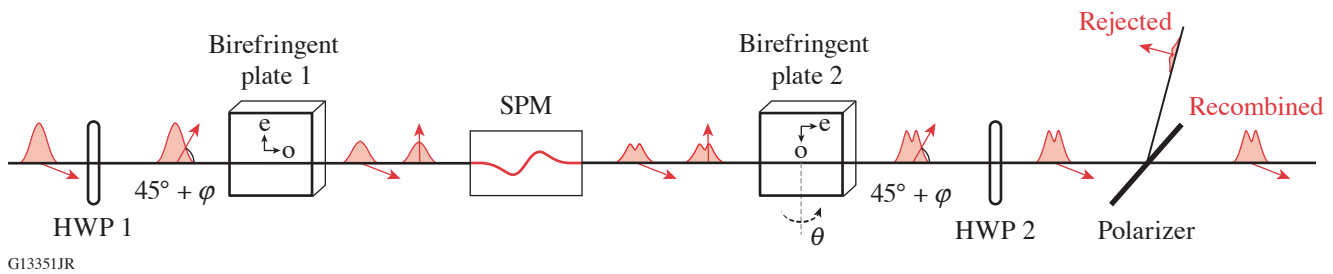 Rejected
Birefringent
plate 1
Birefringent
plate 2
SPM
Recombined
e
o
e
o
45° + φ
45° + φ
HWP 1
θ
HWP 2
Polarizer
G13351JR